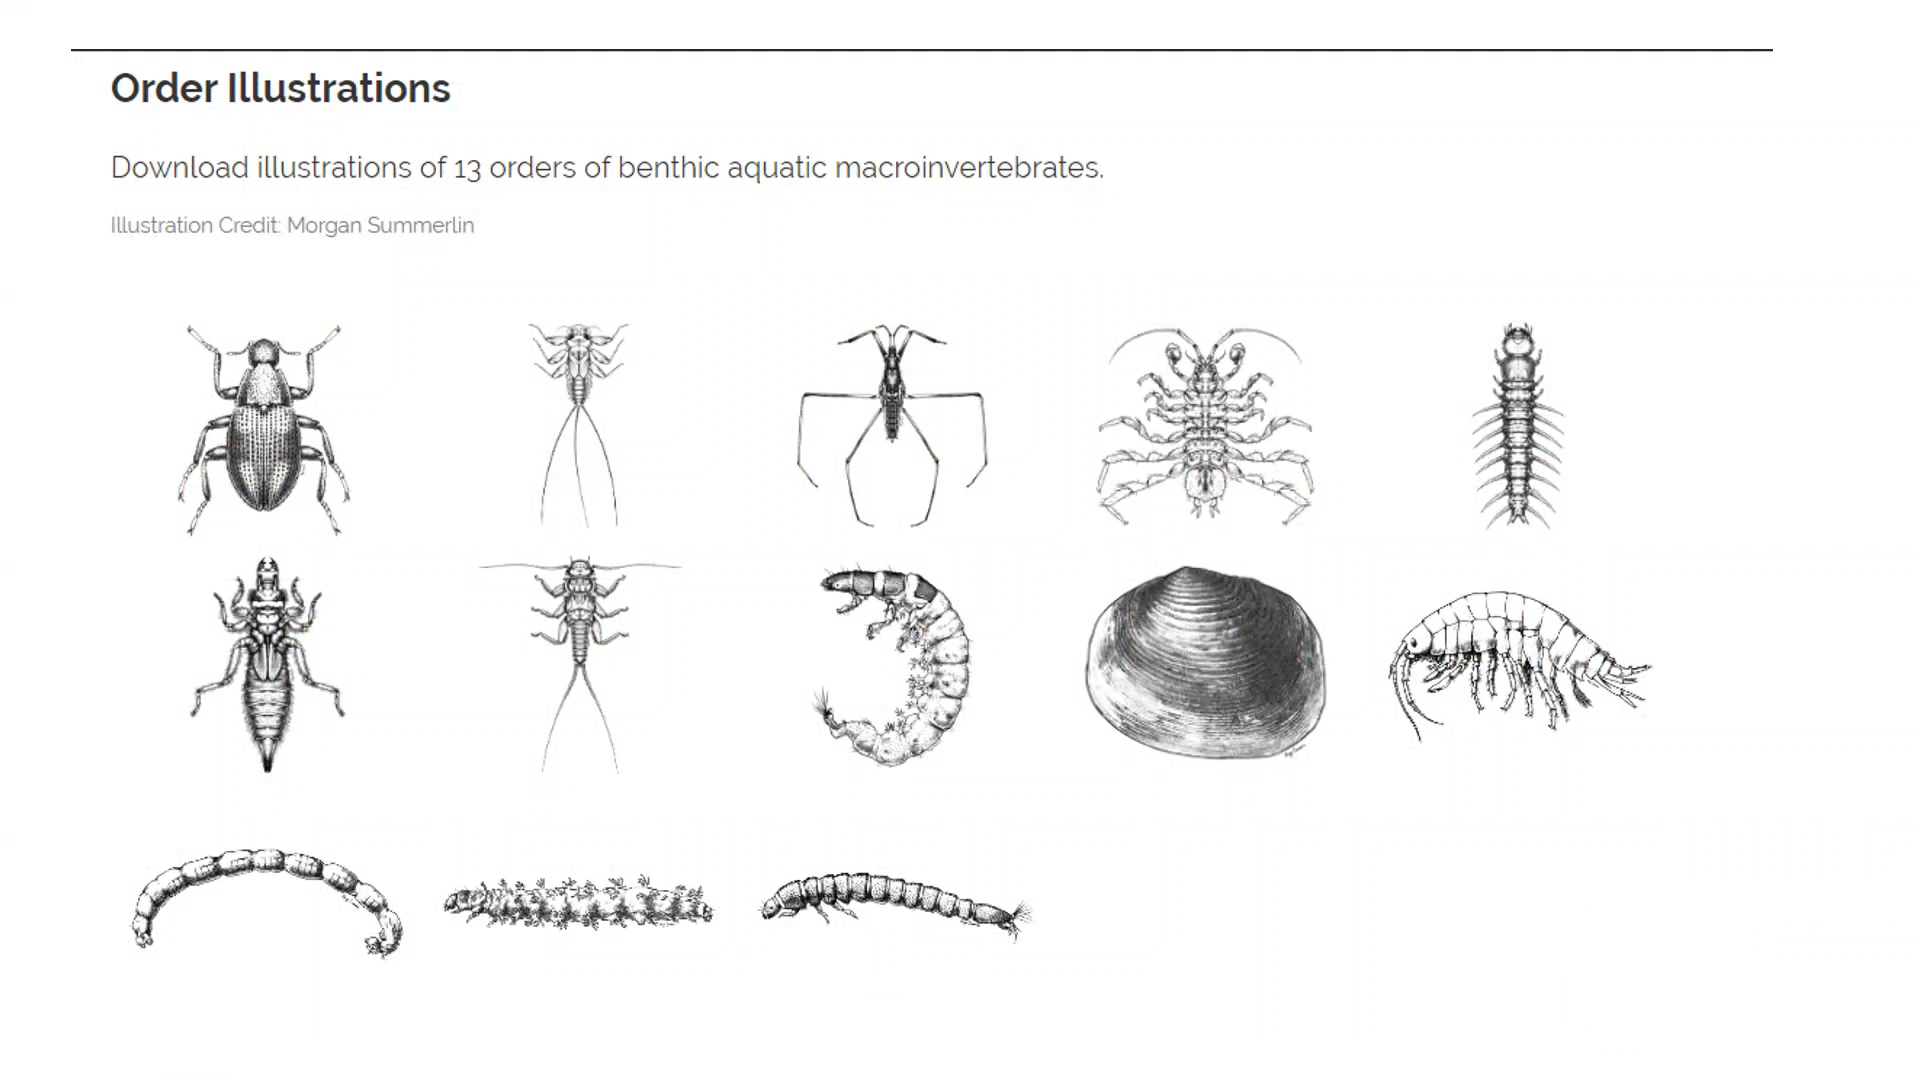 Order Illustrations
Download illustrations of 13 orders of benthic aquatic macroinvertebrates.
Illustration Credit: Morgan Summerlin